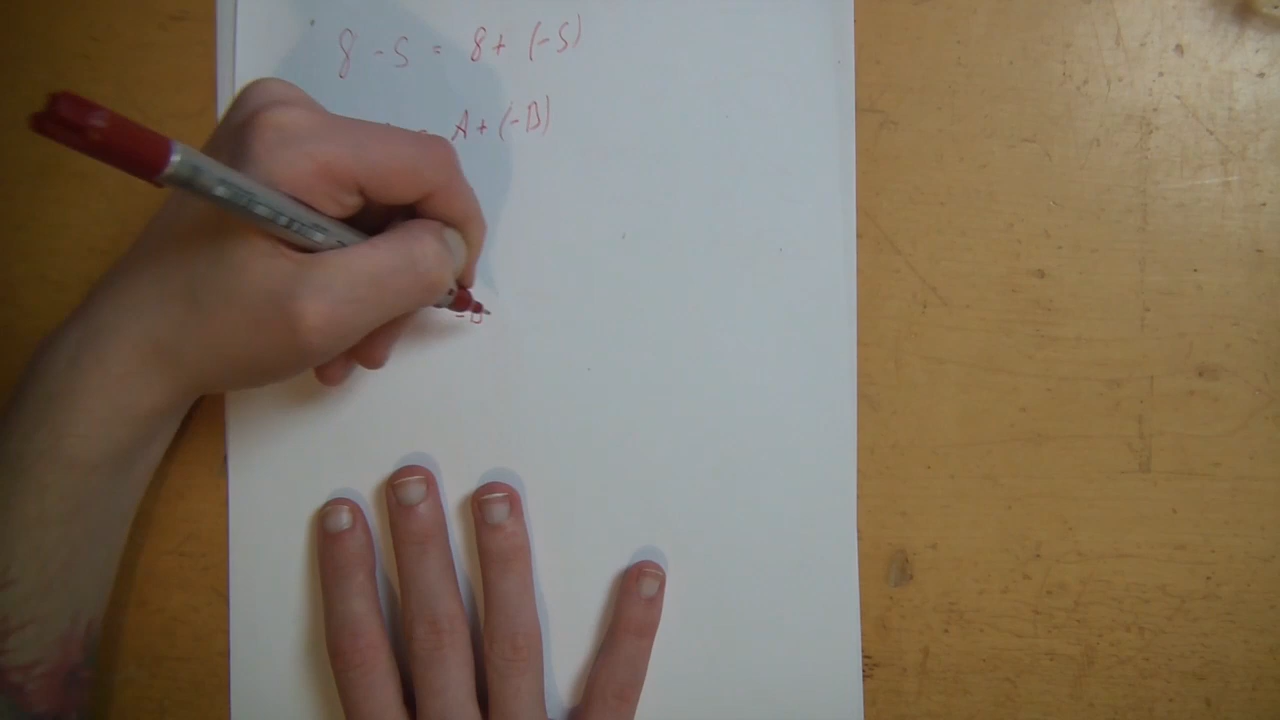 8 - 5 = 8 + (-5)
= A + (-B)
-B